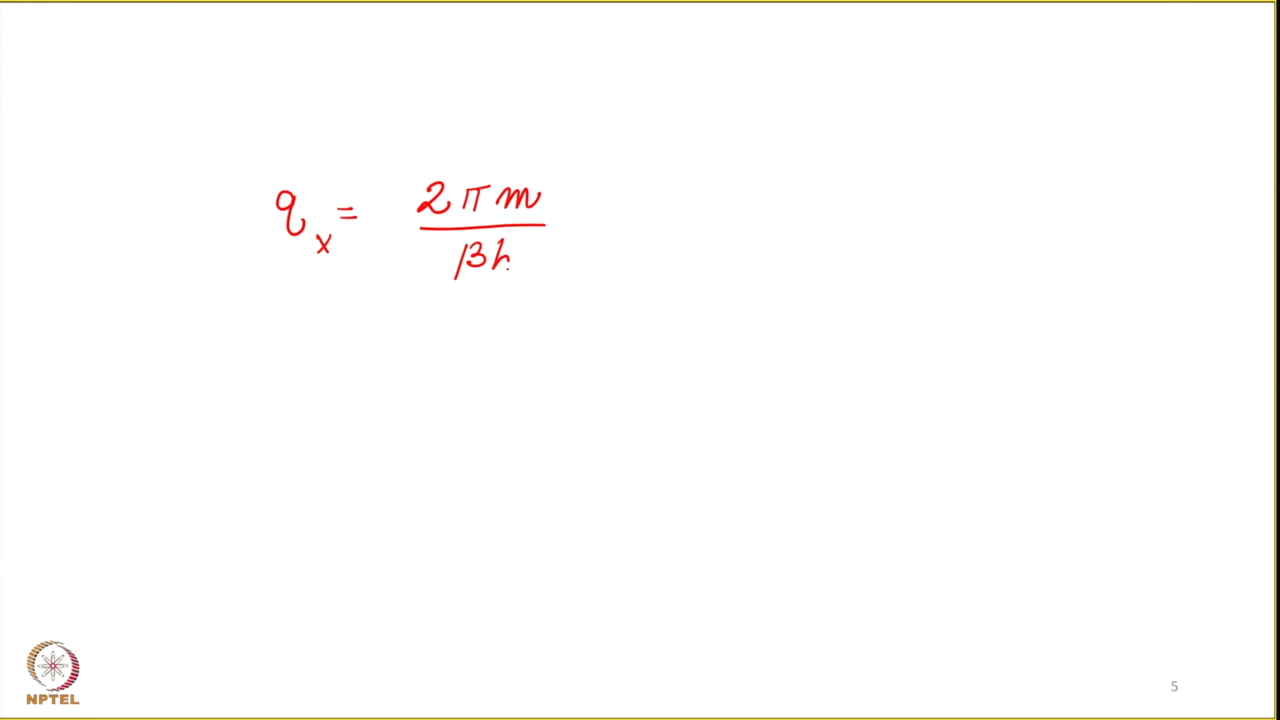 q_x = 2πm / βh
NPTEL
5